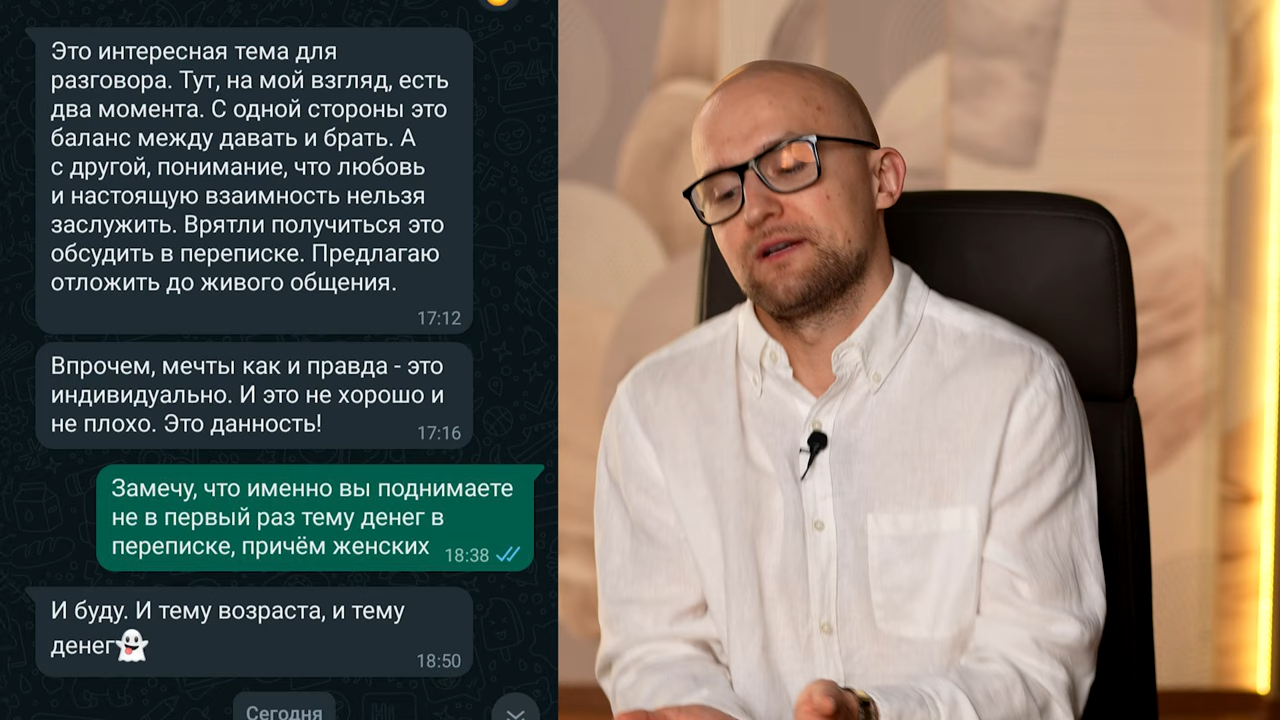 Это интересная тема для
разговора. Тут, на мой взгляд, есть
два момента. С одной стороны это
баланс между давать и брать. А
с другой, понимание, что любовь
и настоящую взаимность нельзя
заслужить. Врятли получиться это
обсудить в переписке. Предлагаю
отложить до живого общения.
17:12
Впрочем, мечты как и правда - это
индивидуально. И это не хорошо и
не плохо. Это данность!
17:16
Замечу, что именно вы поднимаете
не в первый раз тему денег в
переписке, причём женских
18:38
И буду. И тему возраста, и тему
денег👻
18:50
Сегодня